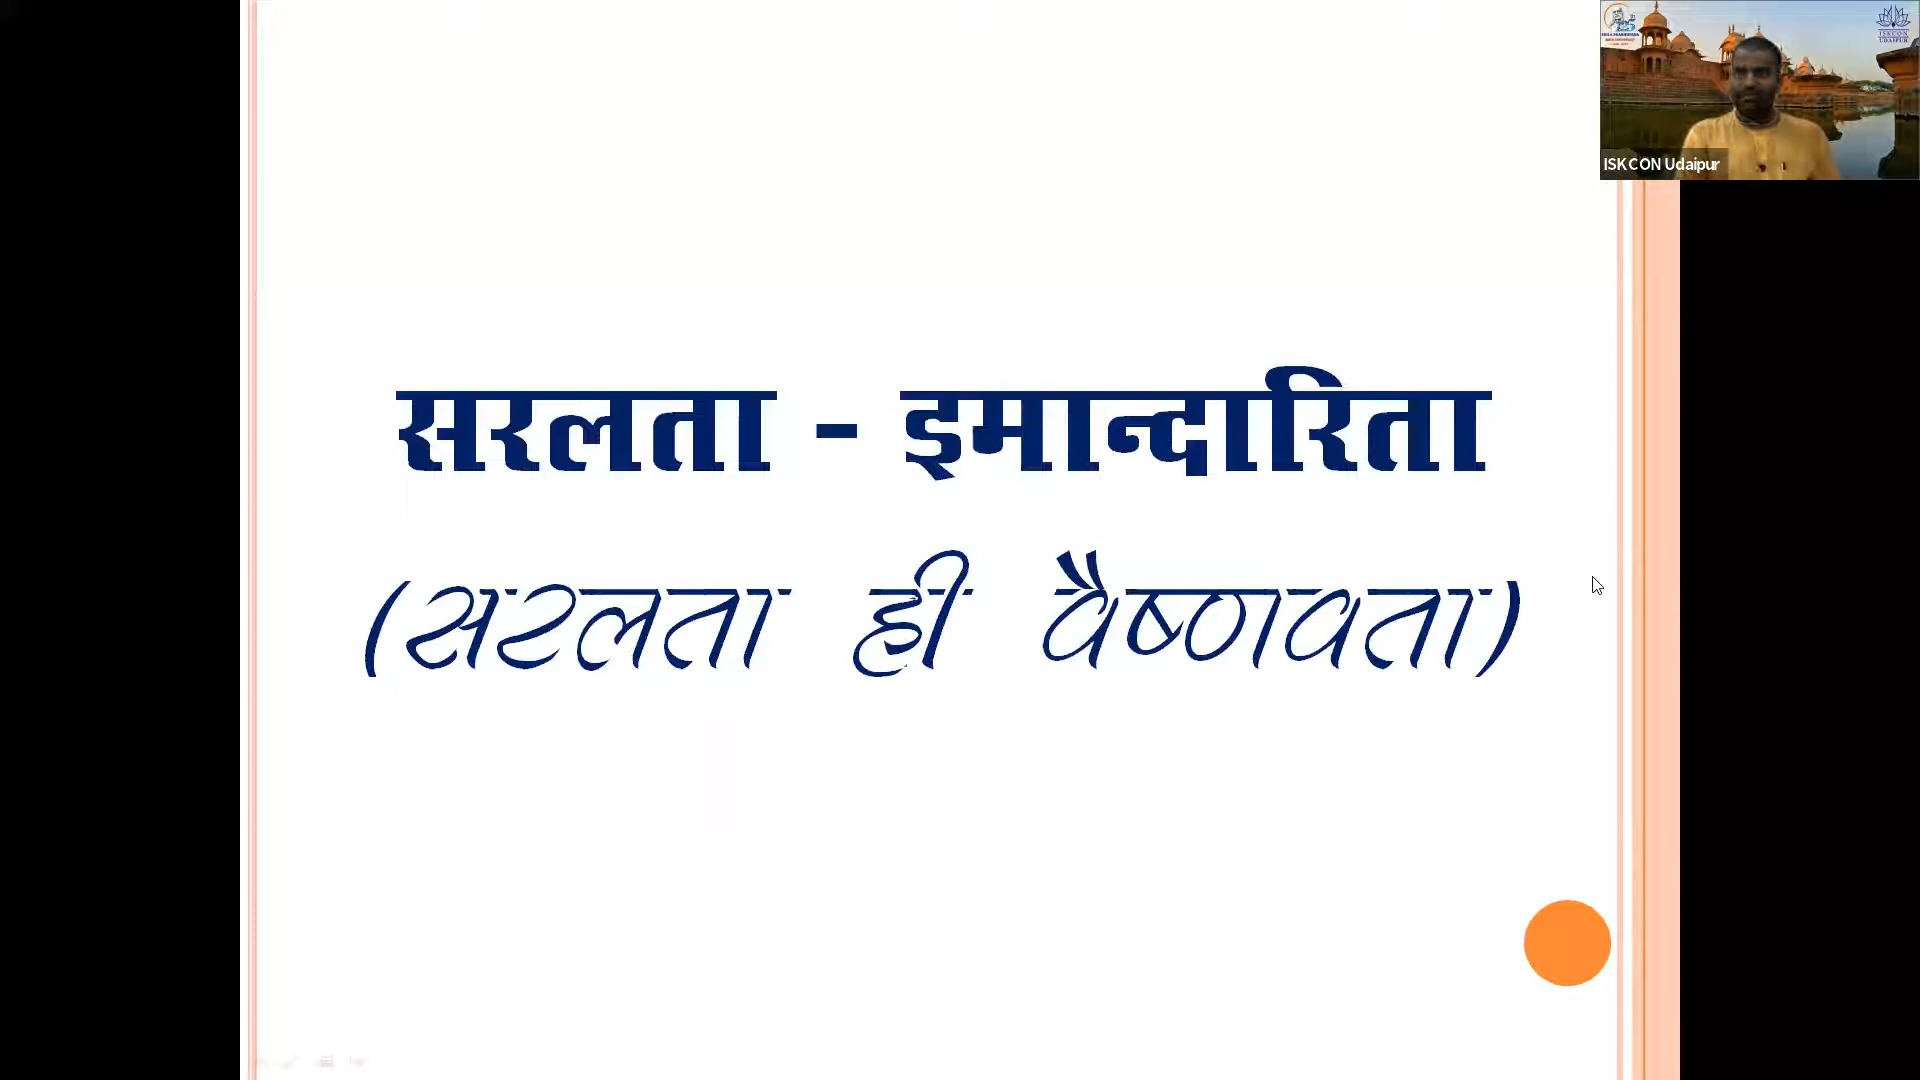 ISKCON Udaipur
सरलता - इमान्दारिता
(सरलता ही वैष्णवता)